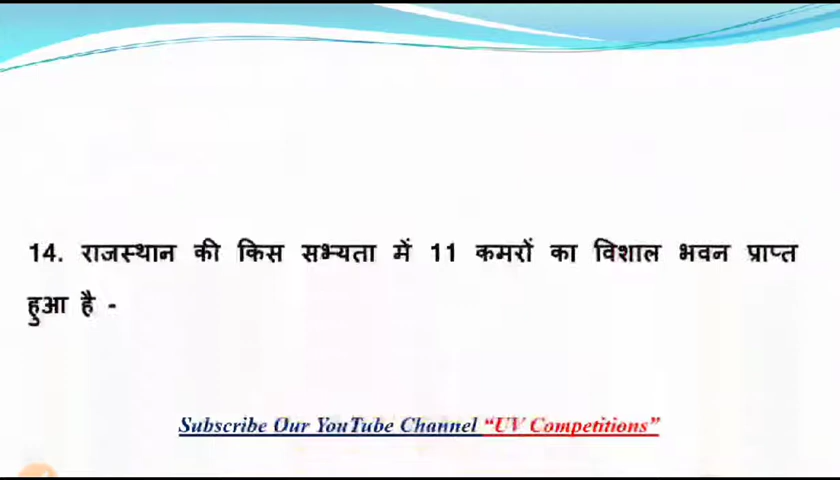 14. राजस्थान की किस सभ्यता में 11 कमरों का विशाल भवन प्राप्त
हुआ है -
Subscribe Our YouTube Channel “UV Competitions”